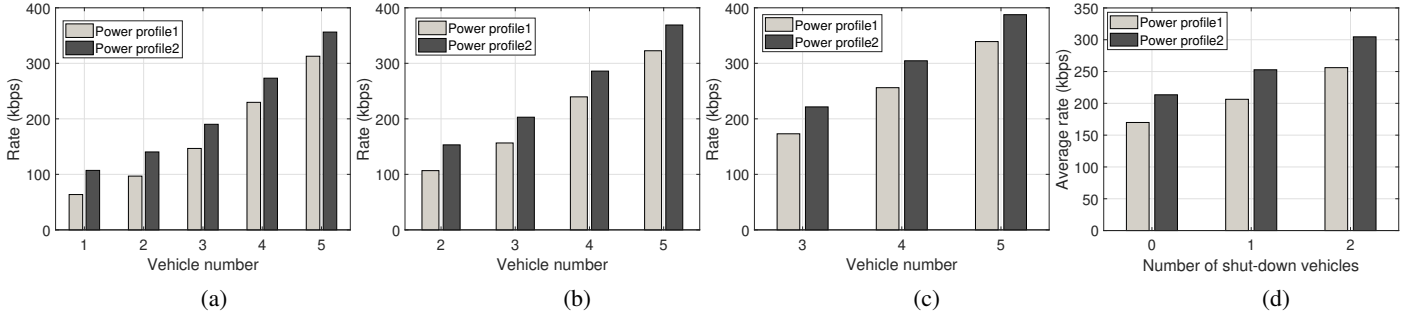 400
300
200
100
0
Rate (kbps)
Power profile1
Power profile2
1 2 3 4 5
Vehicle number
(a)
400
300
200
100
0
Rate (kbps)
Power profile1
Power profile2
2 3 4 5
Vehicle number
(b)
400
300
200
100
0
Rate (kbps)
Power profile1
Power profile2
3 4 5
Vehicle number
(c)
350
300
250
200
150
100
50
0
Average rate (kbps)
Power profile1
Power profile2
0 1 2
Number of shut-down vehicles
(d)